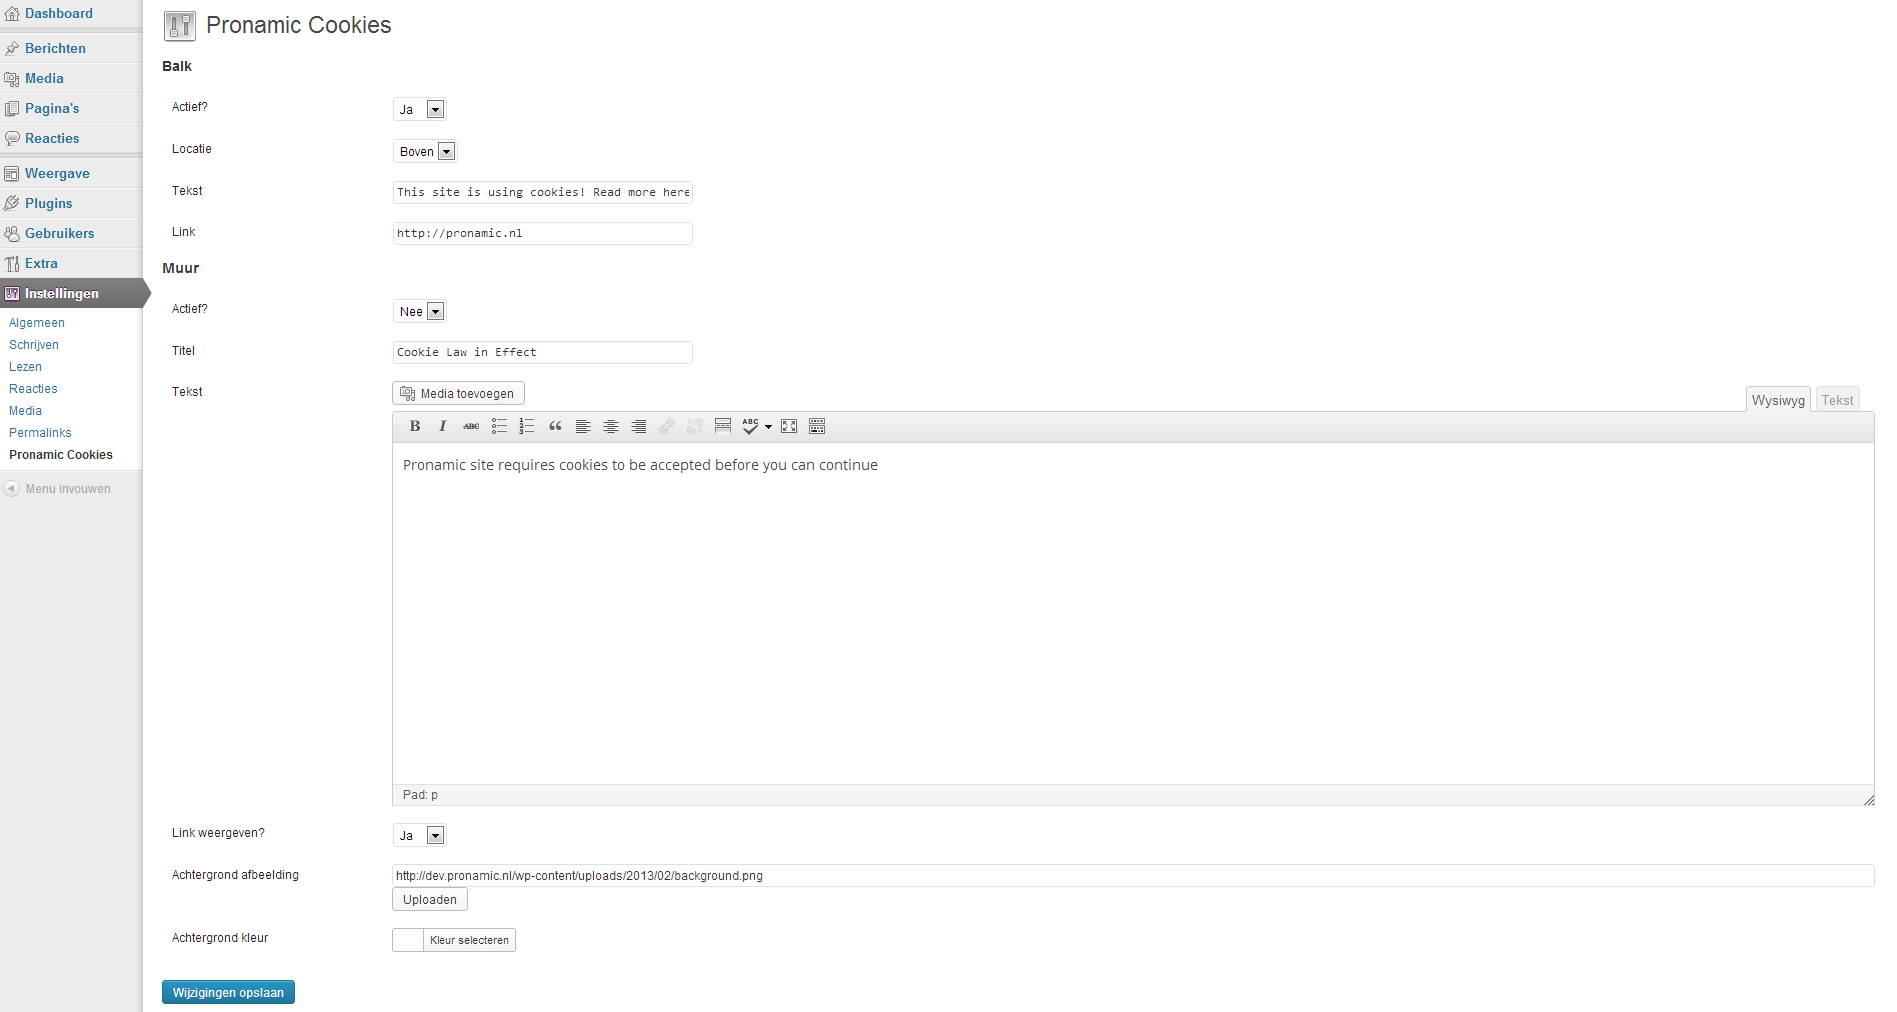 Dashboard
Berichten
Media
Pagina's
Reacties
Weergave
Plugins
Gebruikers
Extra
Instellingen
Algemeen
Schrijven
Lezen
Reacties
Media
Permalinks
Pronamic Cookies
Menu invouwen
Pronamic Cookies
Balk
Actief?
Ja
Locatie
Boven
Tekst
This site is using cookies! Read more here
Link
http://pronamic.nl
Muur
Actief?
Nee
Titel
Cookie Law in Effect
Tekst
Media toevoegen
Wysiwyg
Tekst
B I ABC ABC
Pronamic site requires cookies to be accepted before you can continue
Pad: p
Link weergeven?
Ja
Achtergrond afbeelding
http://dev.pronamic.nl/wp-content/uploads/2013/02/background.png
Uploaden
Achtergrond kleur
Kleur selecteren
Wijzigingen opslaan